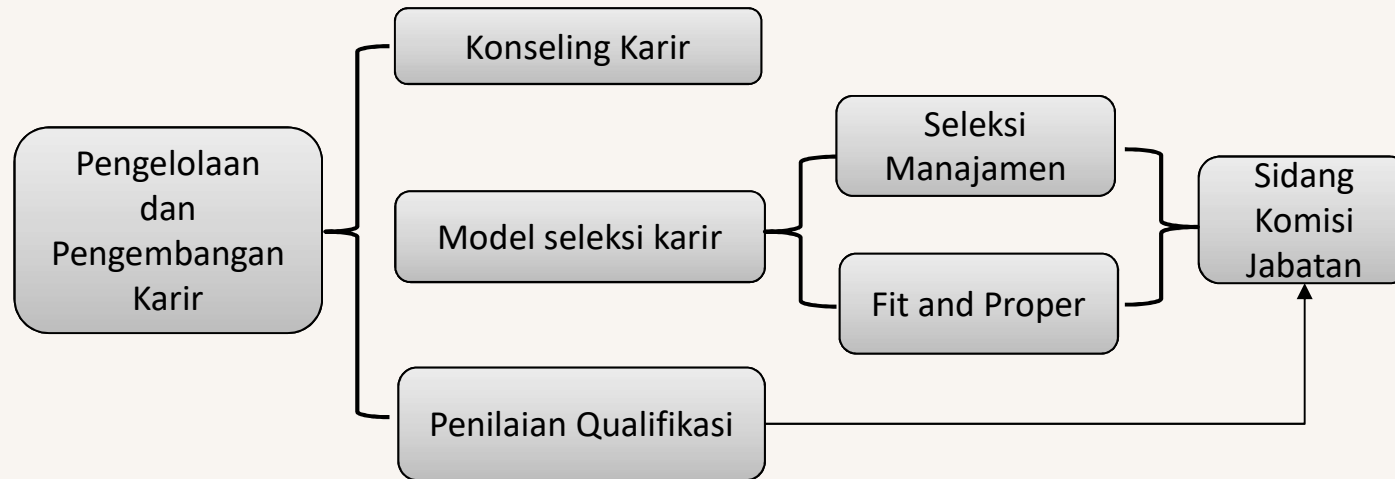 Pengelolaan
dan
Pengembangan
Karir
Konseling Karir
Model seleksi karir
Penilaian Qualifikasi
Seleksi
Manajamen
Fit and Proper
Sidang
Komisi
Jabatan